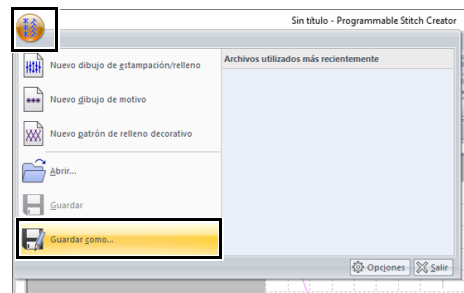 Sin título - Programmable Stitch Creator
Nuevo dibujo de estampación/relleno
Nuevo dibujo de motivo
Nuevo patrón de relleno decorativo
Abrir...
Guardar
Guardar como...
Archivos utilizados más recientemente
Opciones
Salir